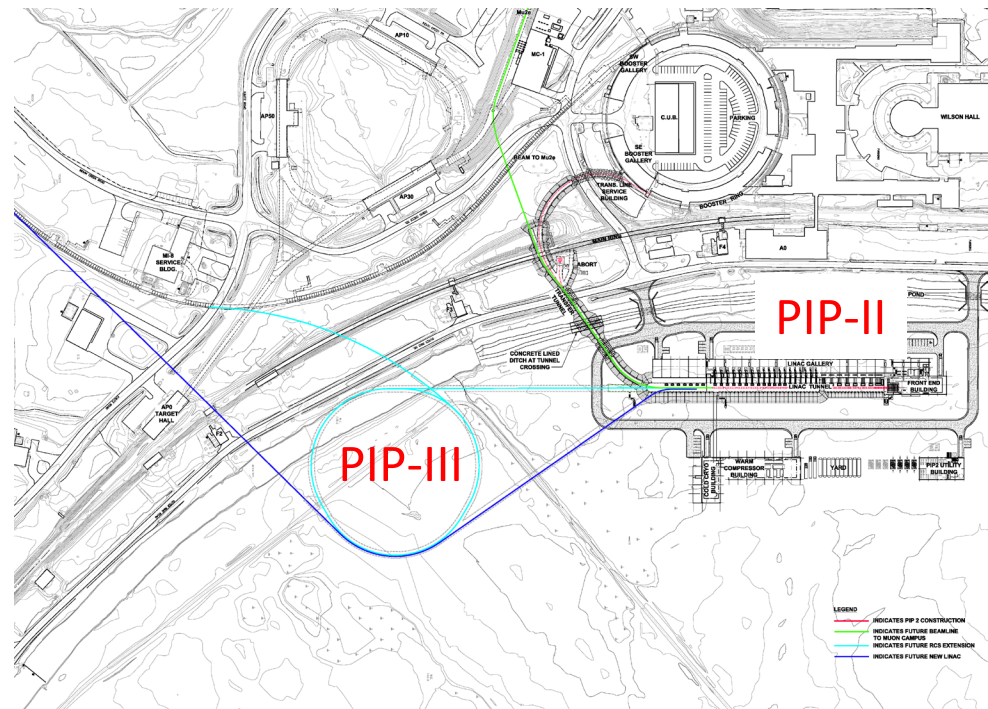 Mu2e
AP10
MC-1
SW BOOSTER
GALLERY
AP50
C.U.B.
PARKING
WILSON HALL
SE
BOOSTER
GALLERY
BEAM TO Mu2e
AP30
TRANS. LINE
SERVICE
BUILDING
BOOSTER RING
MAIN RING
F4
A0
MI-8
SERVICE
BLDG.
ABORT
TRANSFER
TUNNEL
POND
PIP-II
CONCRETE LINED
DITCH AT TUNNEL
CROSSING
LINAC GALLERY
LINAC TUNNEL
FRONT END
BUILDING
AP0
TARGET
HALL
F2
PIP-III
COLD CRYO
BUILDING
WARM
COMPRESSOR
BUILDING
YARD
PIP2 UTILITY
BUILDING
LEGEND
INDICATES PIP 2 CONSTRUCTION
INDICATES FUTURE BEAMLINE
TO MUON CAMPUS
INDICATES FUTURE RCS EXTENSION
INDICATES FUTURE NEW LINAC